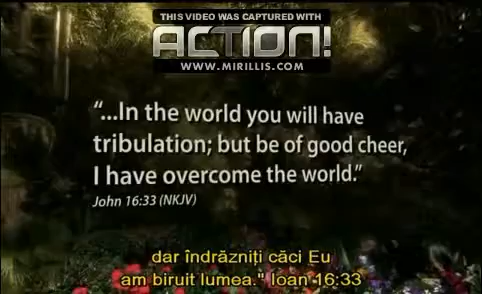 THIS VIDEO WAS CAPTURED WITH
ACTION!
WWW.MIRILLIS.COM
“...In the world you will have
tribulation; but be of good cheer,
I have overcome the world.”
John 16:33 (NKJV)
dar îndrăzniți căci Eu
am biruit lumea." Ioan 16:33